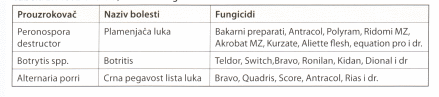 Prouzrokovač Naziv bolesti Fungicidi
Peronospora Plamenjača luka Bakarni preparati, Antracol, Polyram, Ridomi MZ,
destructor Akrobat MZ, Kurzate, Aliette flesh, equation pro i dr.
Botrytis spp. Botritis Teldor, Switch,Bravo, Ronilan, Kidan, Dional i dr
Alternaria porri Crna pegavost lista luka Bravo, Quadris, Score, Antracol, Rias i dr.